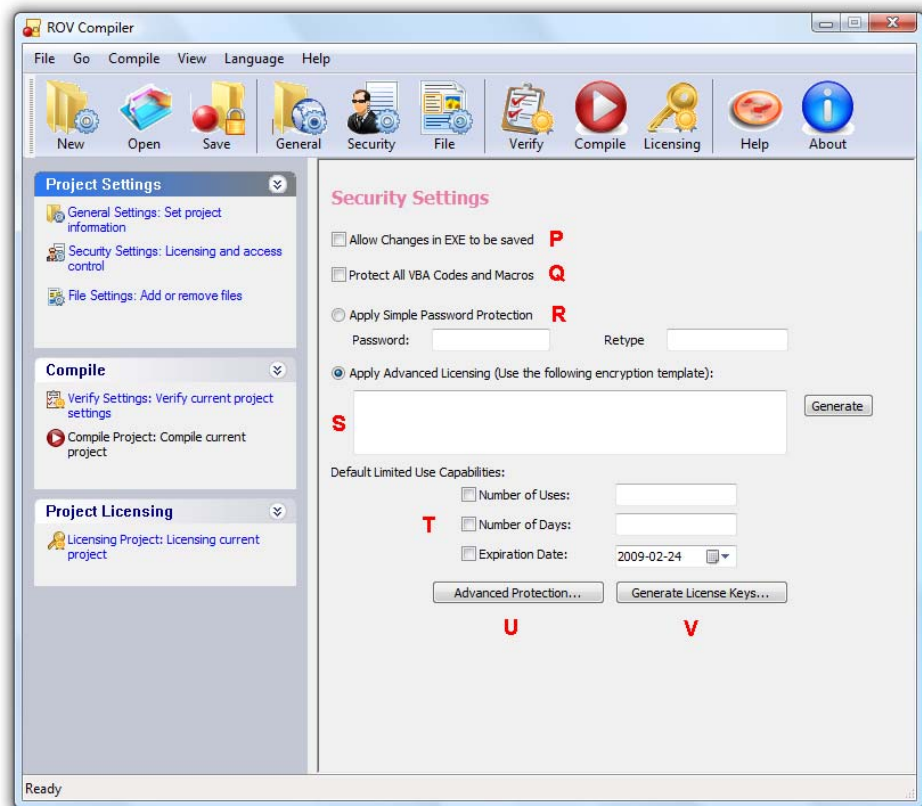 ROV Compiler
File Go Compile View Language Help
New Open Save General Security File Verify Compile Licensing Help About
Project Settings
General Settings: Set project
information
Security Settings: Licensing and access
control
File Settings: Add or remove files
Compile
Verify Settings: Verify current project
settings
Compile Project: Compile current
project
Project Licensing
Licensing Project: Licensing current
project
Security Settings
Allow Changes in EXE to be saved P
Protect All VBA Codes and Macros Q
Apply Simple Password Protection R
Password: Retype
Apply Advanced Licensing (Use the following encryption template):
S Generate
Default Limited Use Capabilities:
Number of Uses:
T Number of Days:
Expiration Date: 2009-02-24
Advanced Protection... Generate License Keys...
U V
Ready